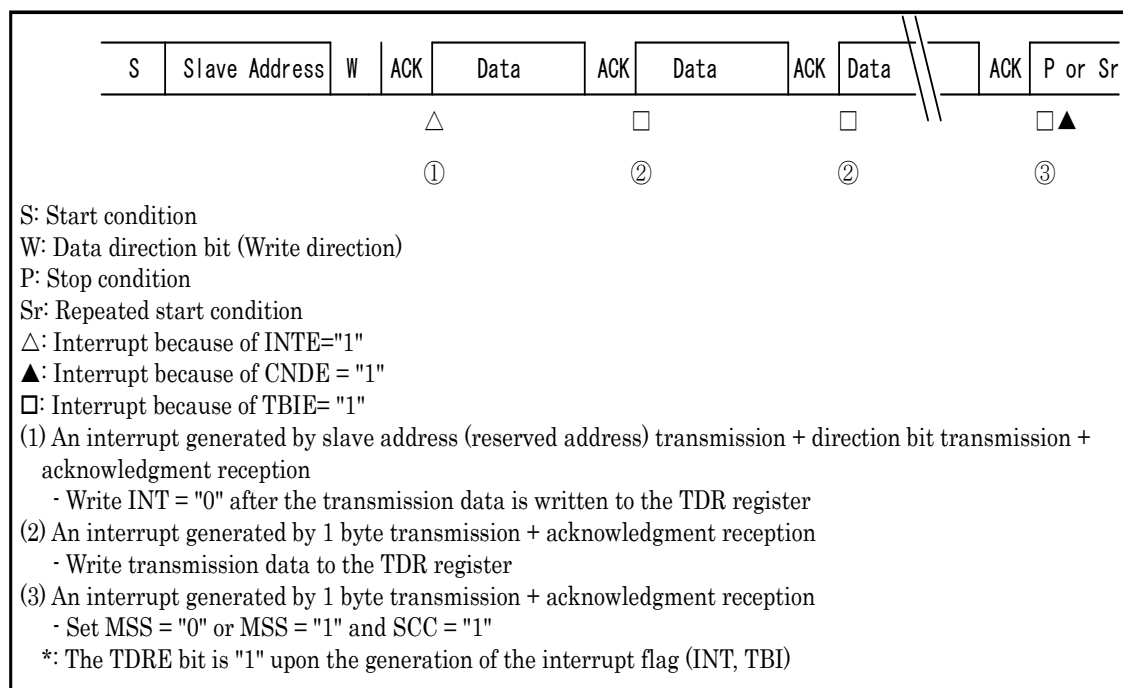 S Slave Address W ACK Data ACK Data ACK Data ACK P or Sr
△ □ □ □▲
① ② ② ③
S: Start condition
W: Data direction bit (Write direction)
P: Stop condition
Sr: Repeated start condition
△: Interrupt because of INTE="1"
▲: Interrupt because of CNDE = "1"
□: Interrupt because of TBIE= "1"
(1) An interrupt generated by slave address (reserved address) transmission + direction bit transmission +
acknowledgment reception
- Write INT = "0" after the transmission data is written to the TDR register
(2) An interrupt generated by 1 byte transmission + acknowledgment reception
- Write transmission data to the TDR register
(3) An interrupt generated by 1 byte transmission + acknowledgment reception
- Set MSS = "0" or MSS = "1" and SCC = "1"
*: The TDRE bit is "1" upon the generation of the interrupt flag (INT, TBI)